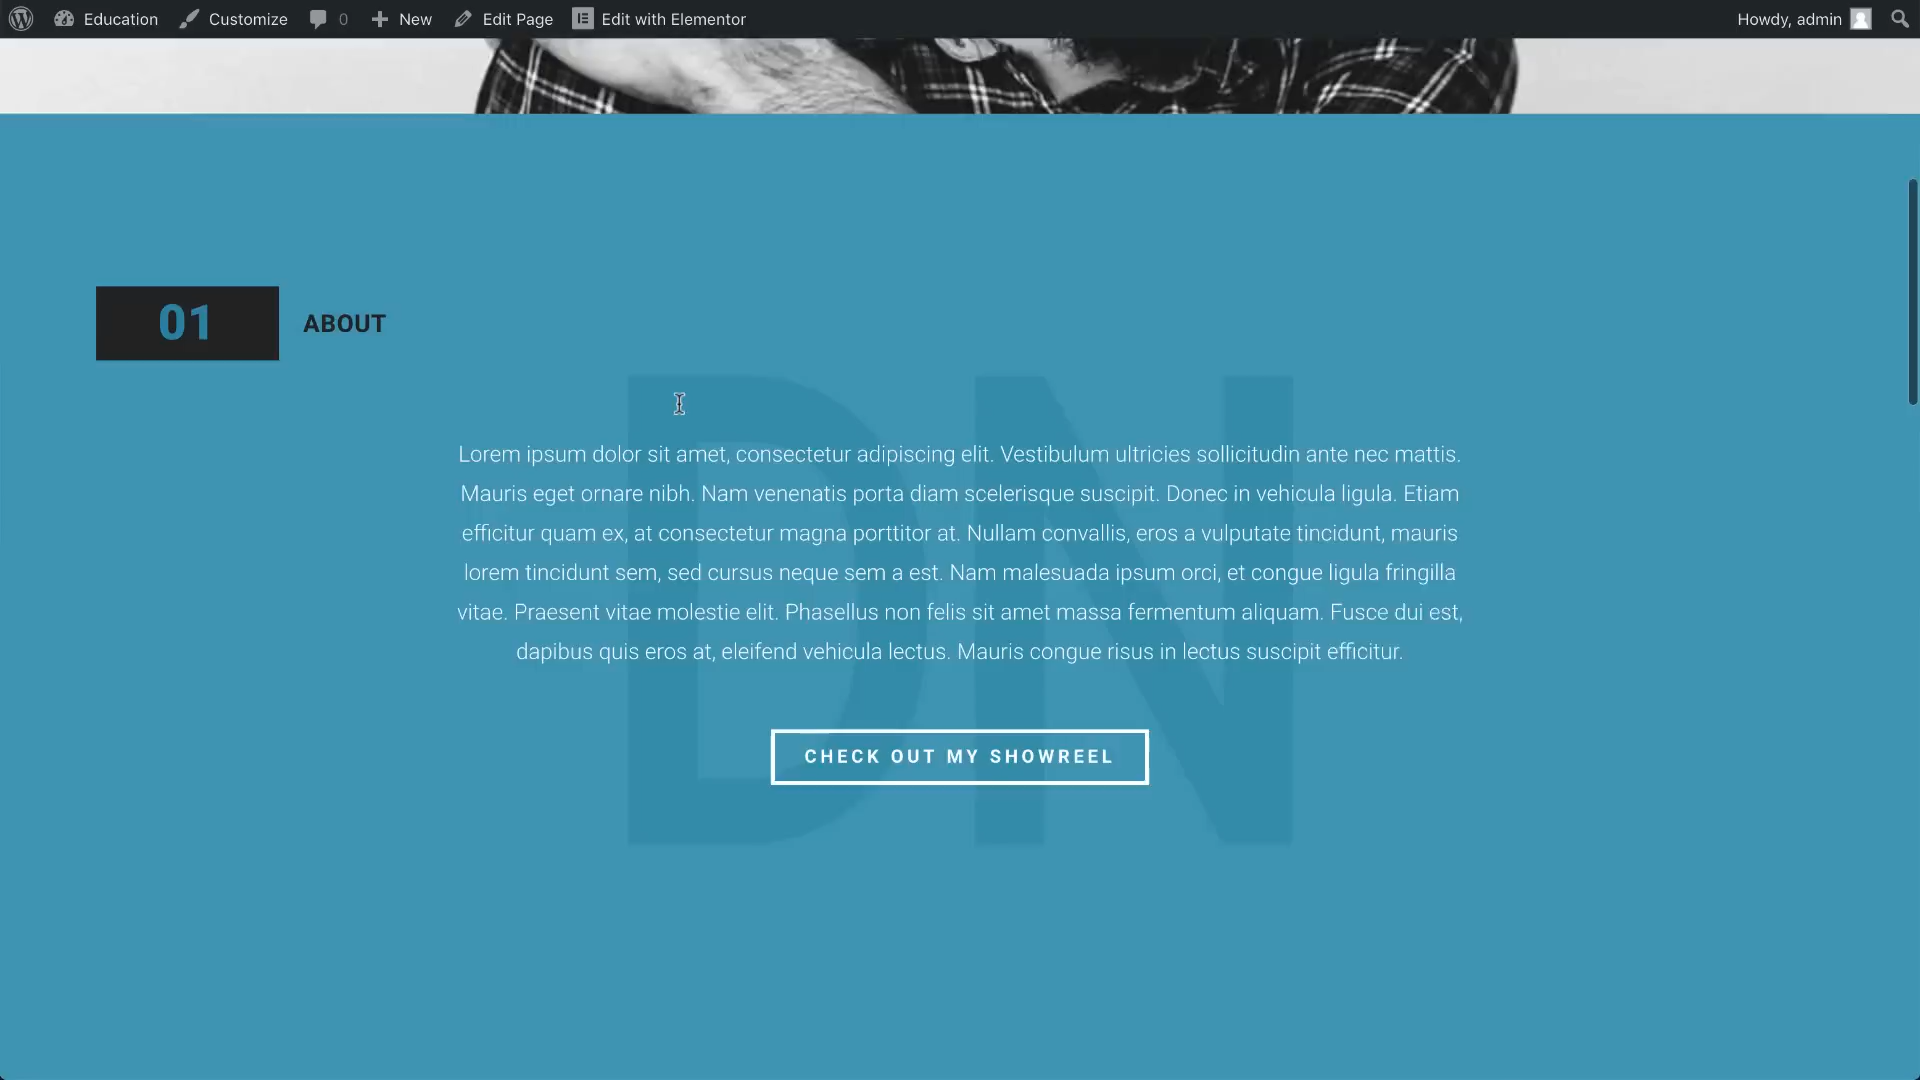 Education Customize 0 New Edit Page Edit with Elementor Howdy, admin
01 ABOUT
DN
Lorem ipsum dolor sit amet, consectetur adipiscing elit. Vestibulum ultricies sollicitudin ante nec mattis.
Mauris eget ornare nibh. Nam venenatis porta diam scelerisque suscipit. Donec in vehicula ligula. Etiam
efficitur quam ex, at consectetur magna porttitor at. Nullam convallis, eros a vulputate tincidunt, mauris
lorem tincidunt sem, sed cursus neque sem a est. Nam malesuada ipsum orci, et congue ligula fringilla
vitae. Praesent vitae molestie elit. Phasellus non felis sit amet massa fermentum aliquam. Fusce dui est,
dapibus quis eros at, eleifend vehicula lectus. Mauris congue risus in lectus suscipit efficitur.
CHECK OUT MY SHOWREEL